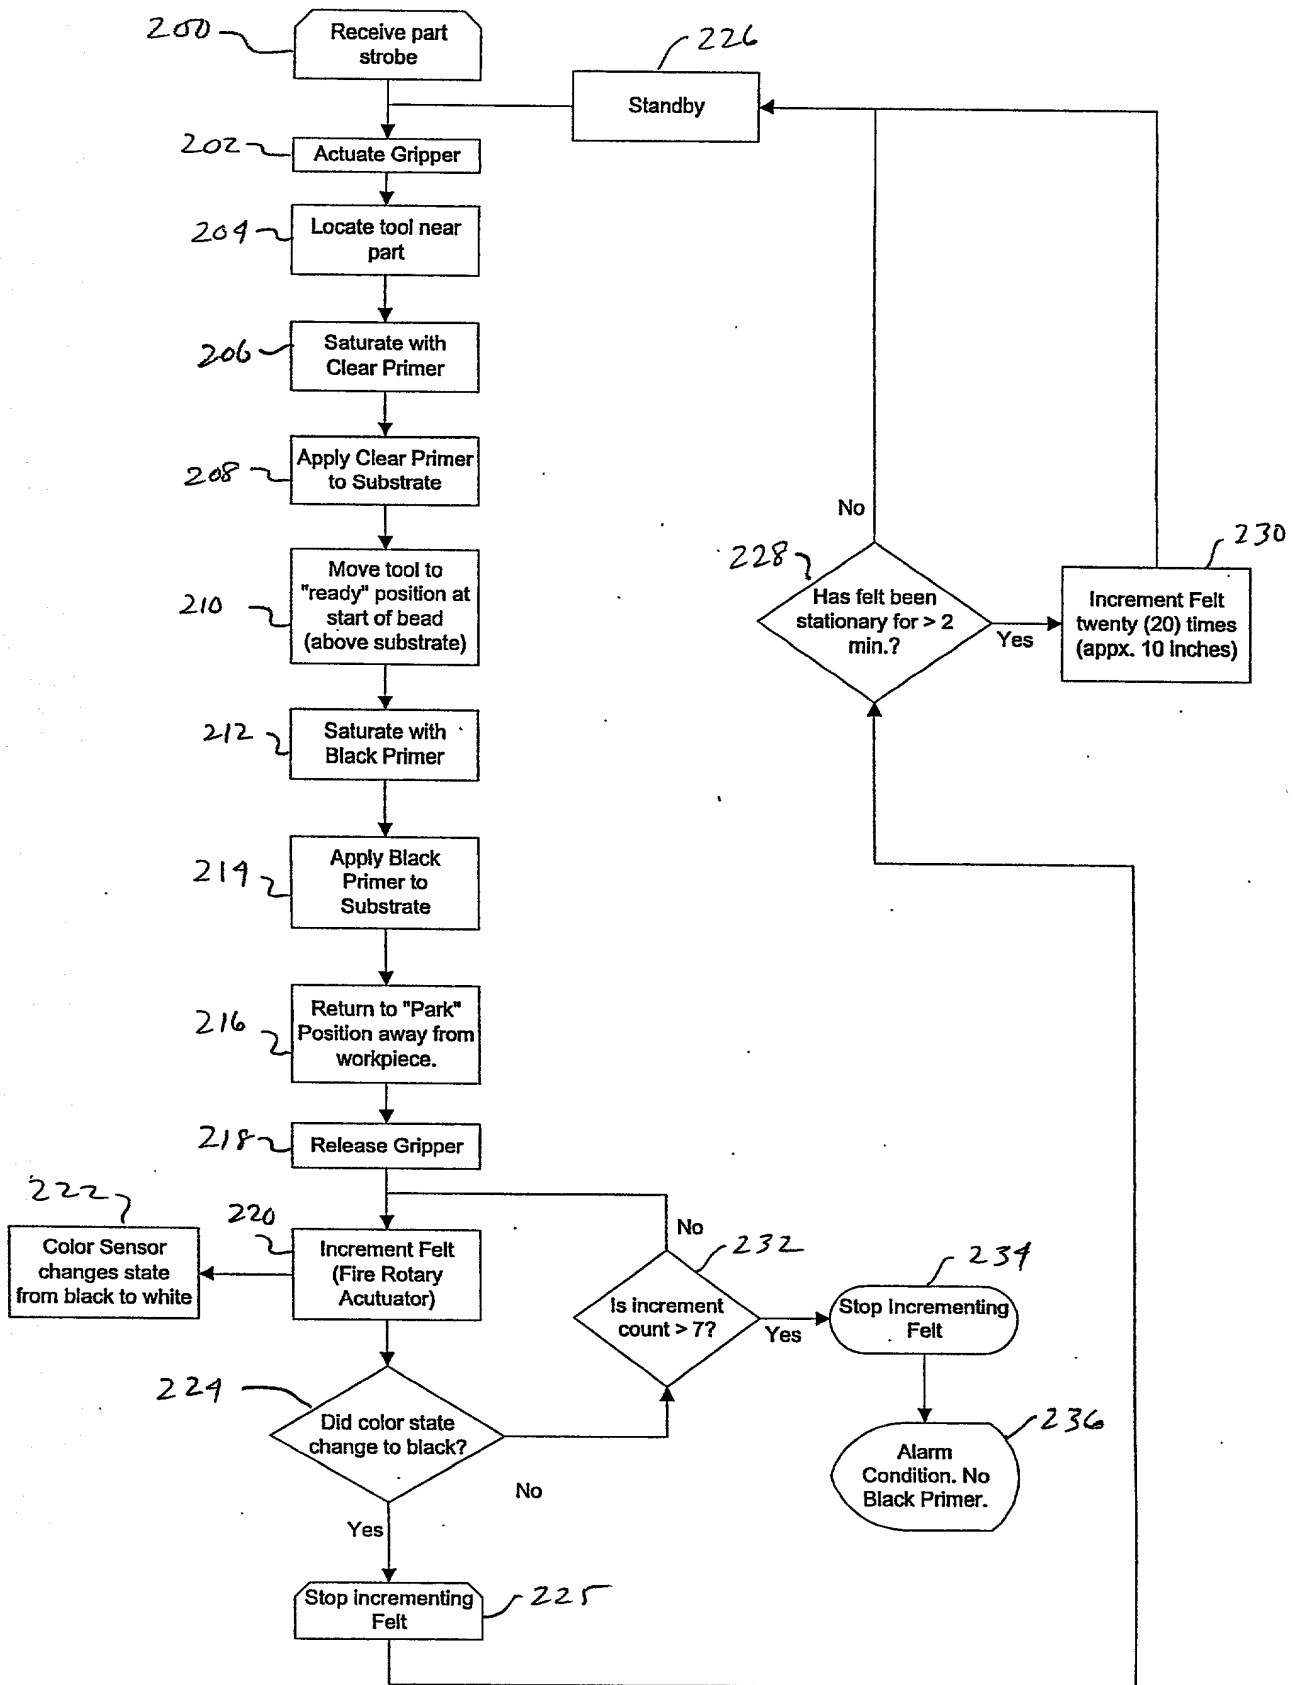 200
Receive part
strobe
226
Standby
202
Actuate Gripper
204
Locate tool near
part
206
Saturate with
Clear Primer
208
Apply Clear Primer
to Substrate
210
Move tool to
"ready" position at
start of bead
(above substrate)
212
Saturate with
Black Primer
214
Apply Black
Primer to
Substrate
216
Return to "Park"
Position away from
workpiece.
218
Release Gripper
222
Color Sensor
changes state
from black to white
220
Increment Felt
(Fire Rotary
Acutuator)
224
Did color state
change to black?
No
Yes
Stop incrementing
Felt
225
No
232
Is increment
count > 7?
Yes
234
Stop Incrementing
Felt
236
Alarm
Condition. No
Black Primer.
No
228
Has felt been
stationary for > 2
min.?
Yes
230
Increment Felt
twenty (20) times
(appx. 10 inches)